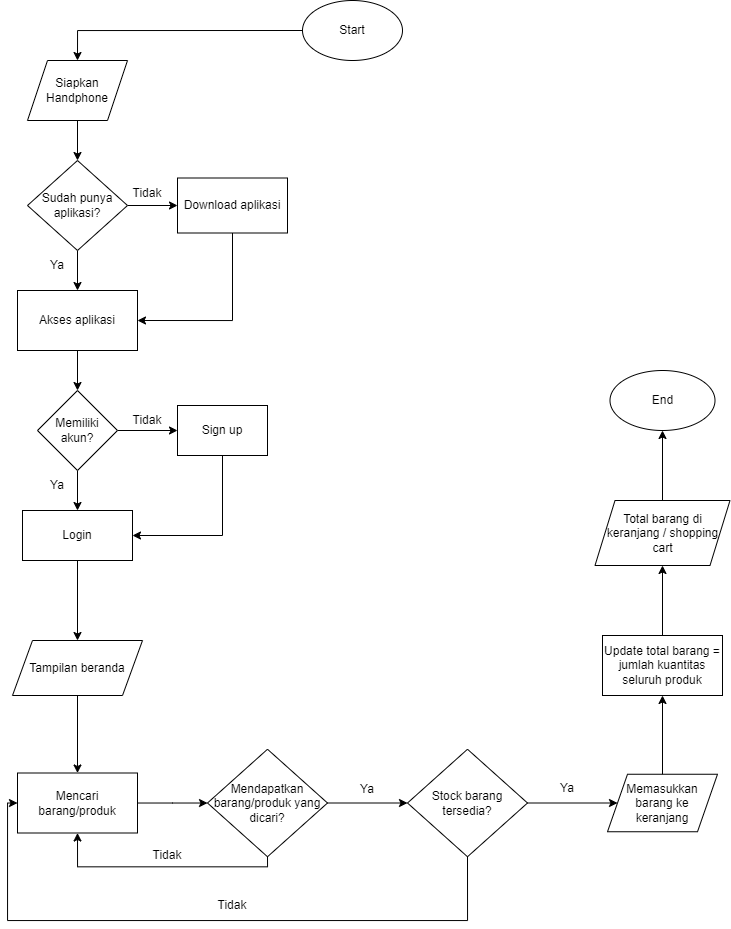 Start
Siapkan
Handphone
Sudah punya
aplikasi?
Tidak
Download aplikasi
Ya
Akses aplikasi
Memiliki
akun?
Tidak
Sign up
Ya
Login
Tampilan beranda
Mencari
barang/produk
Mendapatkan
barang/produk yang
dicari?
Tidak
Ya
Stock barang
tersedia?
Tidak
Ya
Memasukkan
barang ke
keranjang
Update total barang =
jumlah kuantitas
seluruh produk
Total barang di
keranjang / shopping
cart
End